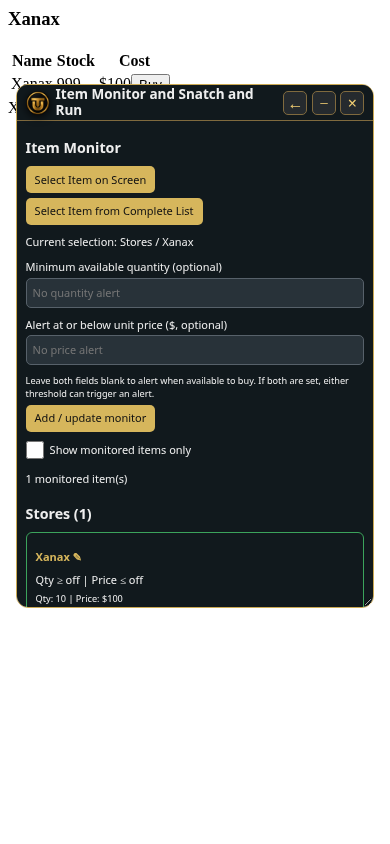 Xanax
Name Stock Cost
Xanax 999 $100 Buy
X
Item Monitor and Snatch and Run
← − ×
Item Monitor
Select Item on Screen
Select Item from Complete List
Current selection: Stores / Xanax
Minimum available quantity (optional)
No quantity alert
Alert at or below unit price ($, optional)
No price alert
Leave both fields blank to alert when available to buy. If both are set, either
threshold can trigger an alert.
Add / update monitor
Show monitored items only
1 monitored item(s)
Stores (1)
Xanax ✎
Qty ≥ off | Price ≤ off
Qty: 10 | Price: $100